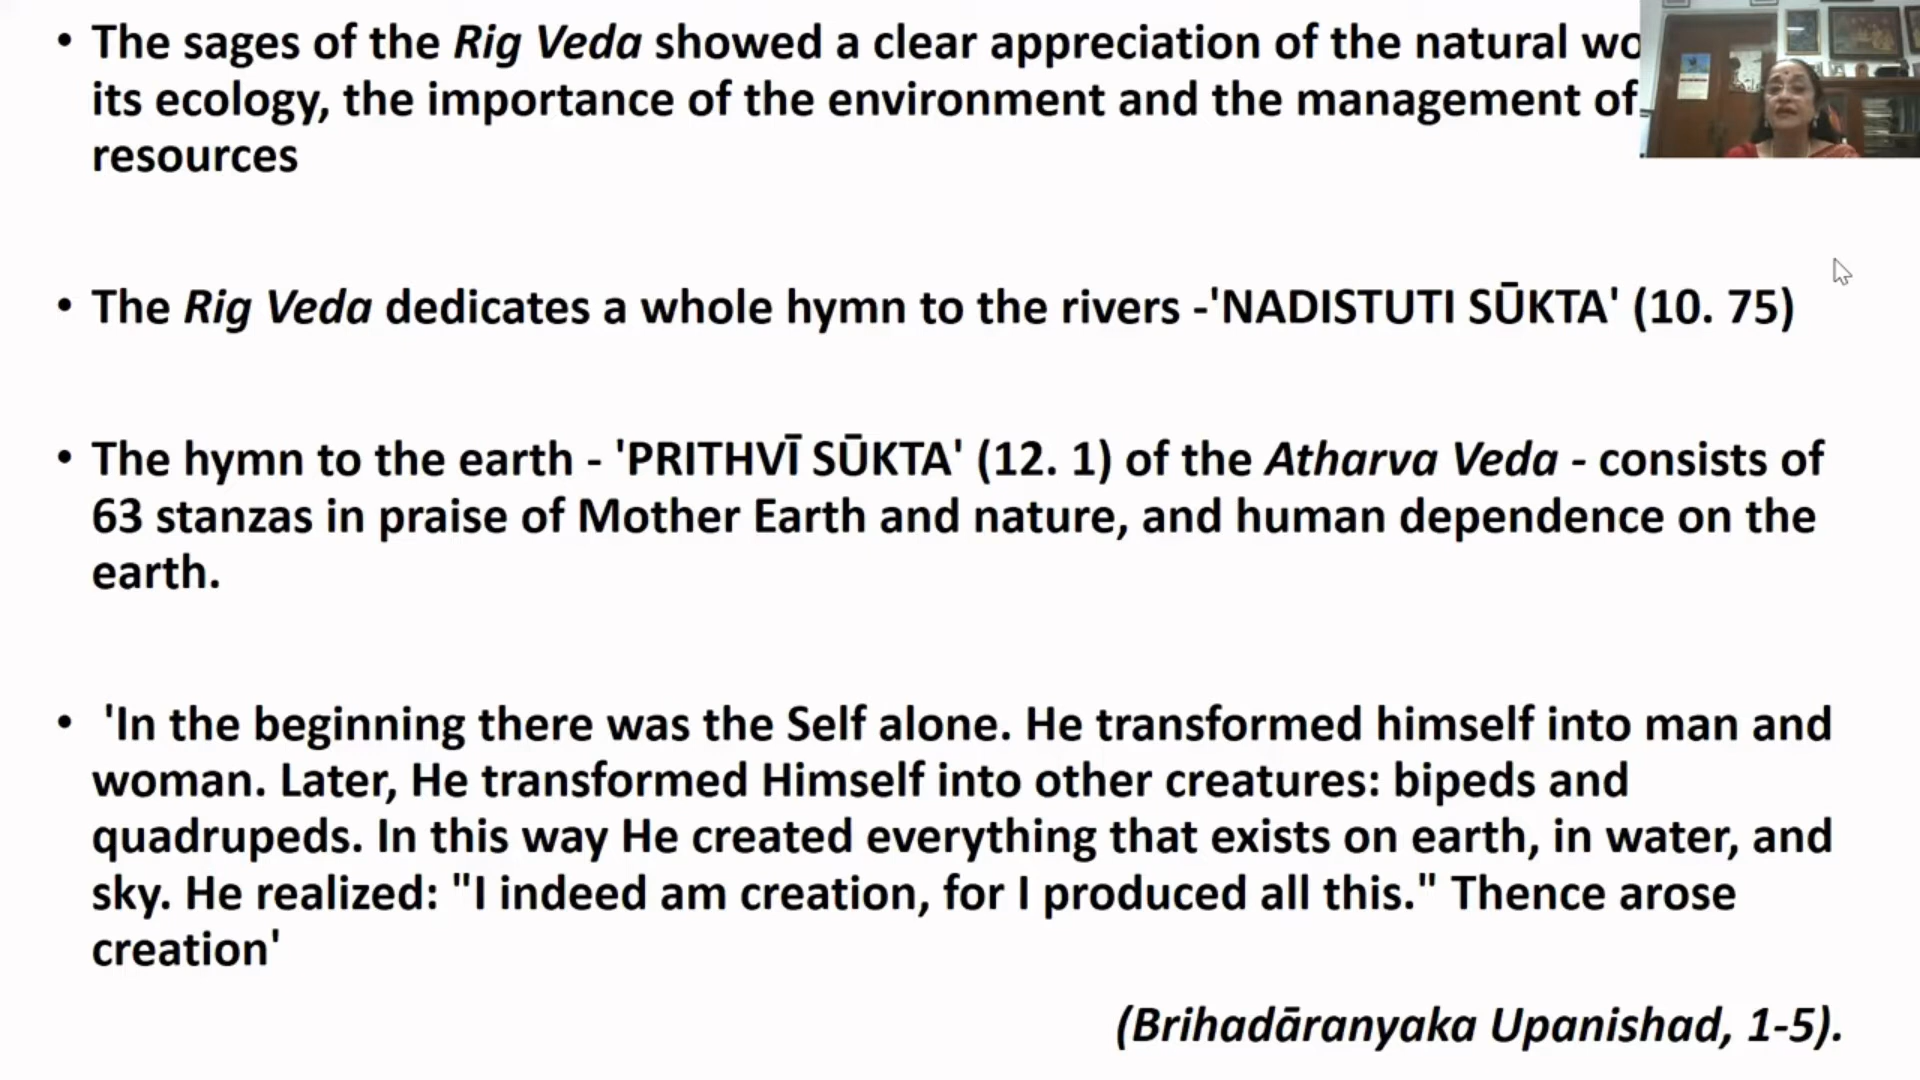 • The sages of the Rig Veda showed a clear appreciation of the natural
its ecology, the importance of the environment and the management of
resources
• The Rig Veda dedicates a whole hymn to the rivers -'NADISTUTI SŪKTA' (10. 75)
• The hymn to the earth - 'PRITHVĪ SŪKTA' (12. 1) of the Atharva Veda - consists of
63 stanzas in praise of Mother Earth and nature, and human dependence on the
earth.
• 'In the beginning there was the Self alone. He transformed himself into man and
woman. Later, He transformed Himself into other creatures: bipeds and
quadrupeds. In this way He created everything that exists on earth, in water, and
sky. He realized: "I indeed am creation, for I produced all this." Thence arose
creation'
(Brihadāranyaka Upanishad, 1-5).